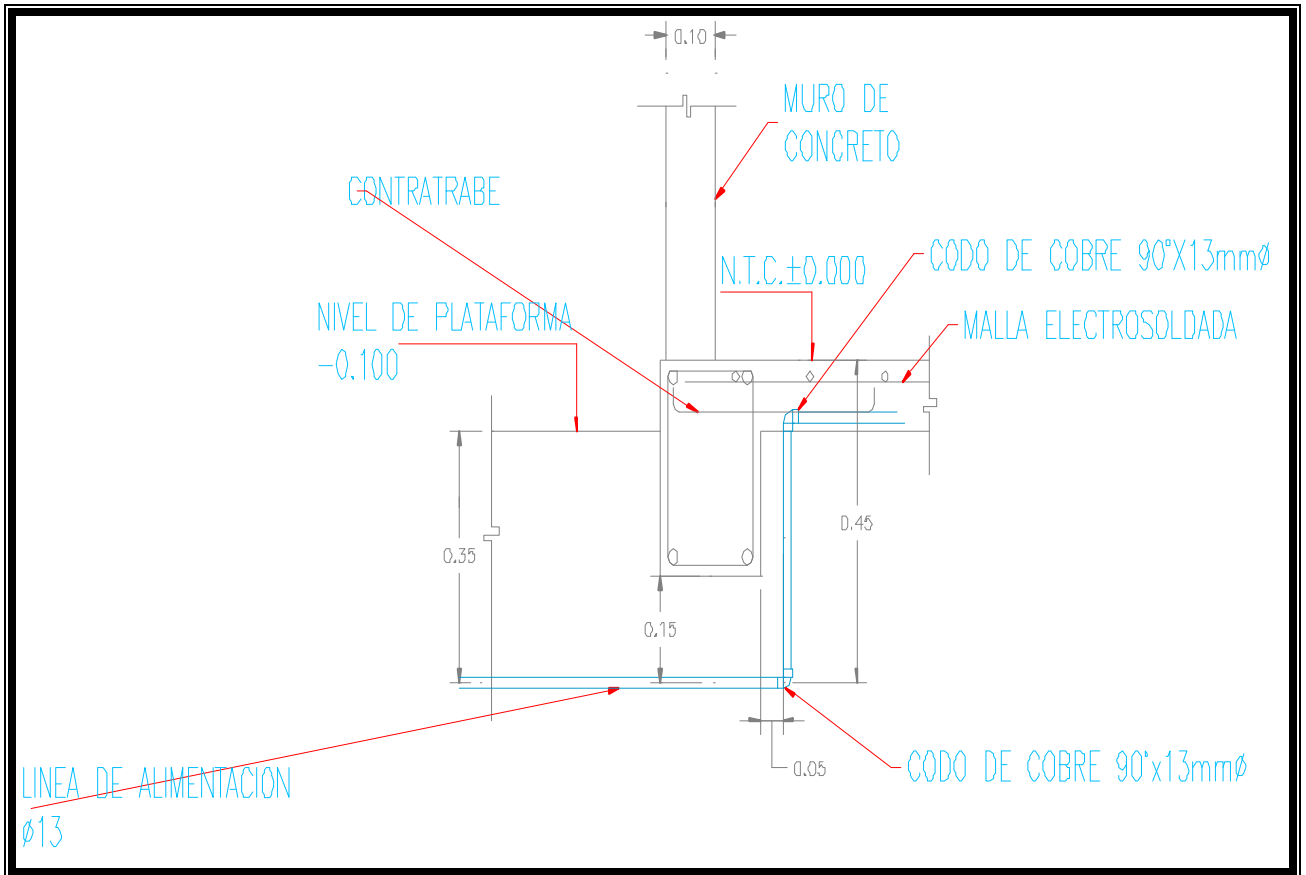 0.10
MURO DE
CONCRETO
CONTRATRABE
CODO DE COBRE 90°X13mmø
N.T.C.±0.000
NIVEL DE PLATAFORMA
-0.100
MALLA ELECTROSOLDADA
0.45
0.35
0.15
0.05
CODO DE COBRE 90°x13mmø
LINEA DE ALIMENTACION
ø13